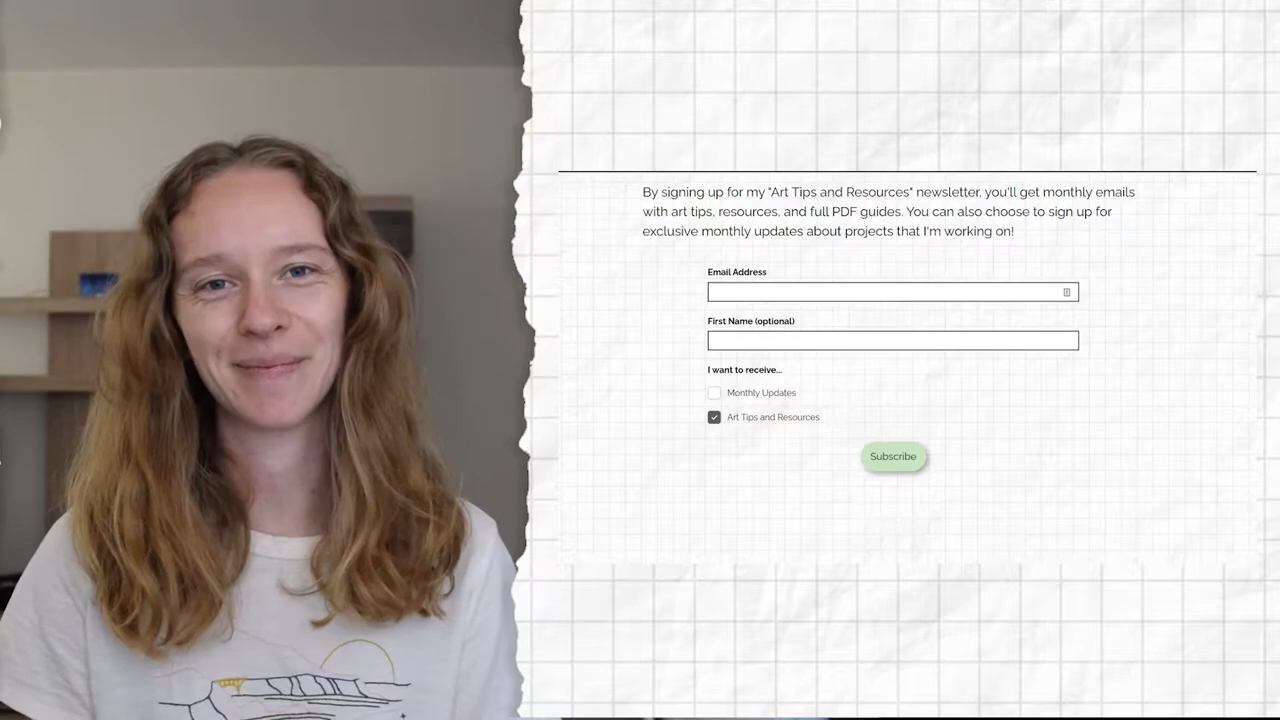 By signing up for my "Art Tips and Resources" newsletter, you'll get monthly emails
with art tips, resources, and full PDF guides. You can also choose to sign up for
exclusive monthly updates about projects that I'm working on!
Email Address
First Name (optional)
I want to receive...
Monthly Updates
Art Tips and Resources
Subscribe